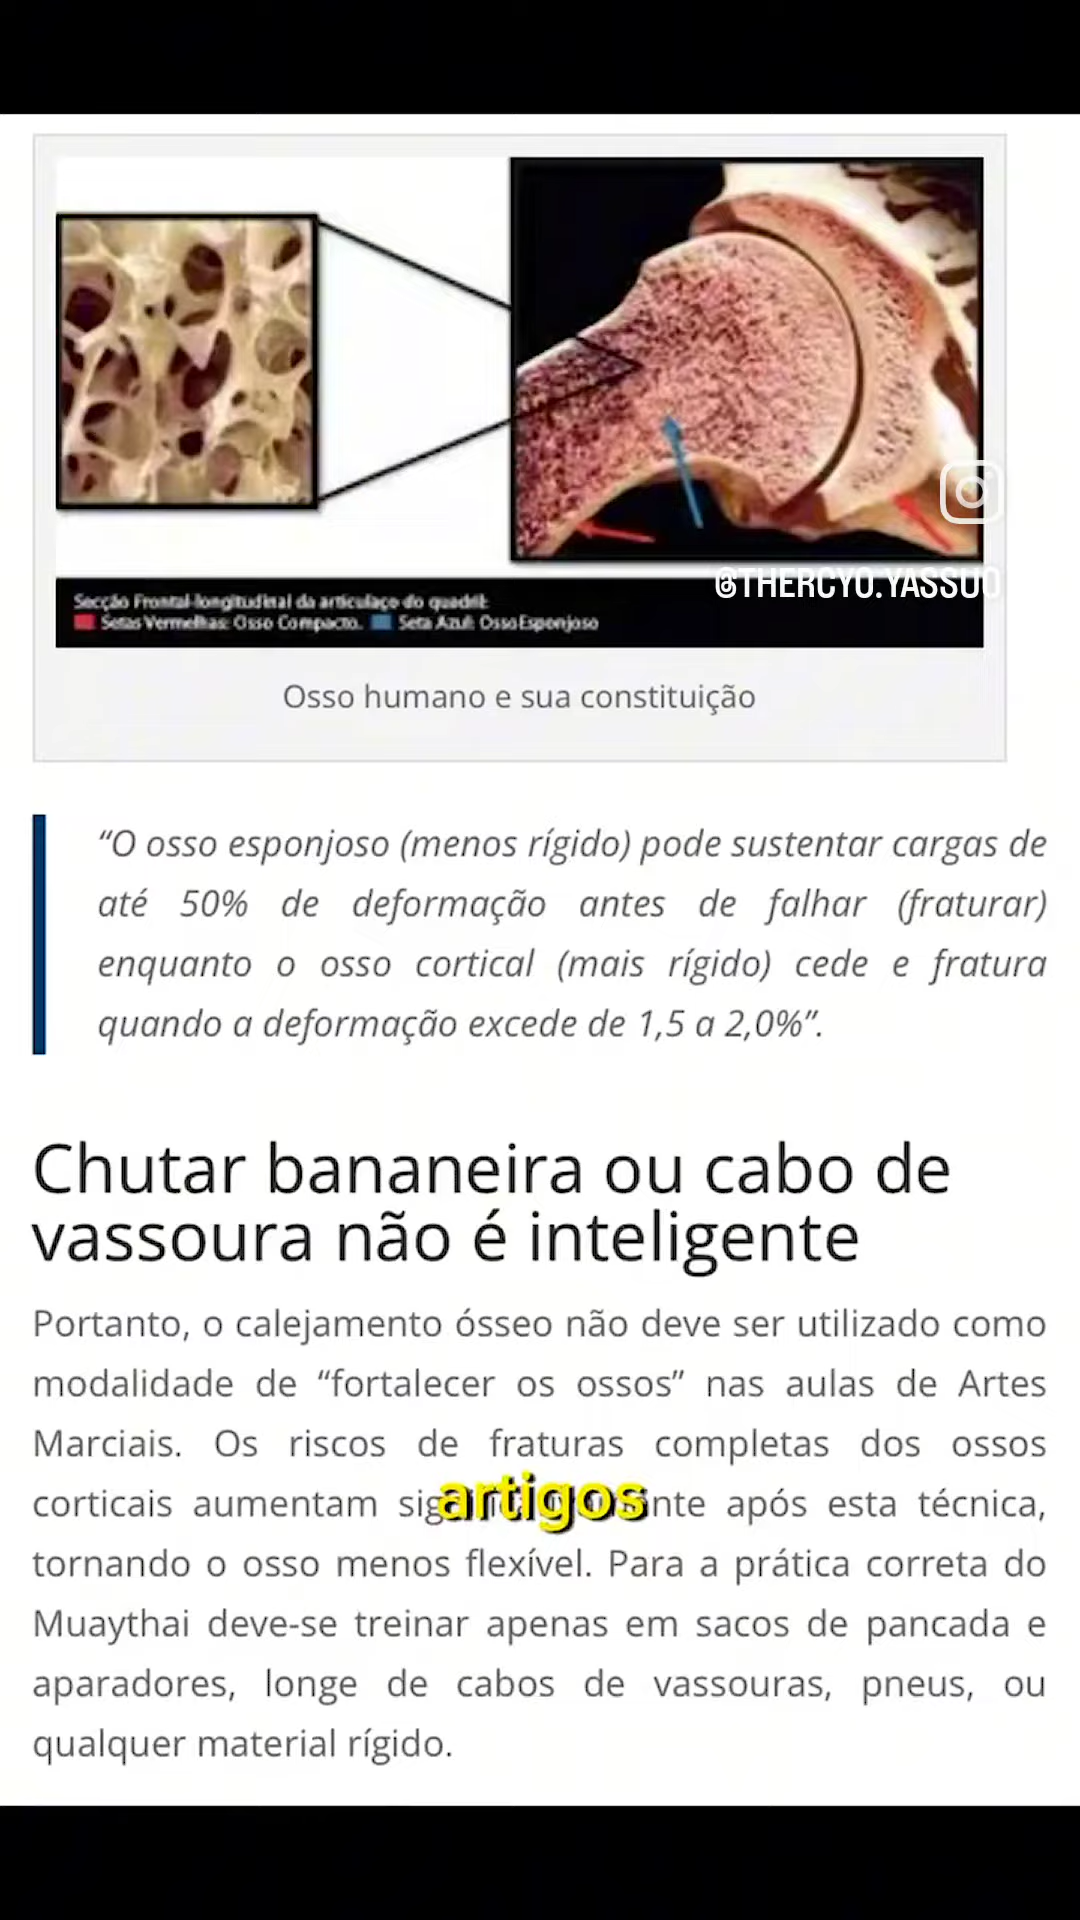 @THERCYO.YASSUO
Secção Frontal-longitudinal da articulaço do quadril:
Setas Vermelhas: Osso Compacto. Seta Azul: OssoEsponjoso
Osso humano e sua constituição
“O osso esponjoso (menos rígido) pode sustentar cargas de
até 50% de deformação antes de falhar (fraturar)
enquanto o osso cortical (mais rígido) cede e fratura
quando a deformação excede de 1,5 a 2,0%”.
Chutar bananeira ou cabo de
vassoura não é inteligente
Portanto, o calejamento ósseo não deve ser utilizado como
modalidade de “fortalecer os ossos” nas aulas de Artes
Marciais. Os riscos de fraturas completas dos ossos
corticais aumentam após esta técnica,
artigos
tornando o osso menos flexível. Para a prática correta do
Muaythai deve-se treinar apenas em sacos de pancada e
aparadores, longe de cabos de vassouras, pneus, ou
qualquer material rígido.